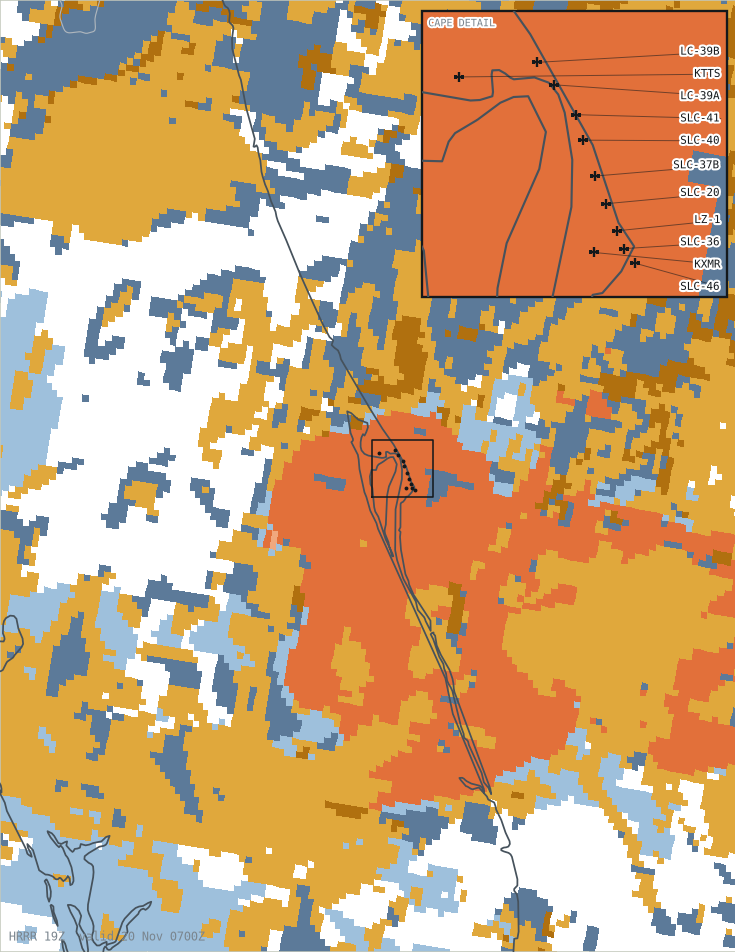 CAPE DETAIL
LC-39B
KTTS
LC-39A
SLC-41
SLC-40
SLC-37B
SLC-20
LZ-1
SLC-36
KXMR
SLC-46
HRRR 19Z valid 20 Nov 0700Z